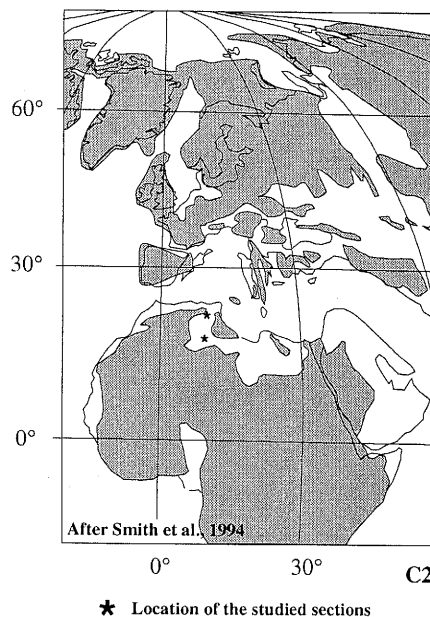 60°
30°
0°
After Smith et al., 1994
0° 30° C2
* Location of the studied sections